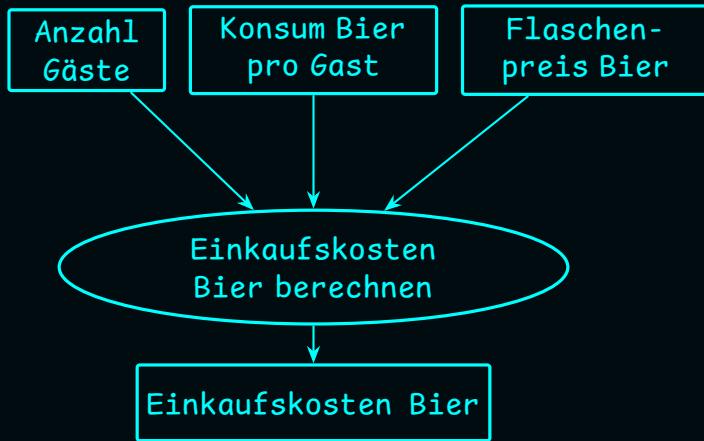 Anzahl
Gäste
Konsum Bier
pro Gast
Flaschen-
preis Bier
Einkaufskosten
Bier berechnen
Einkaufskosten Bier